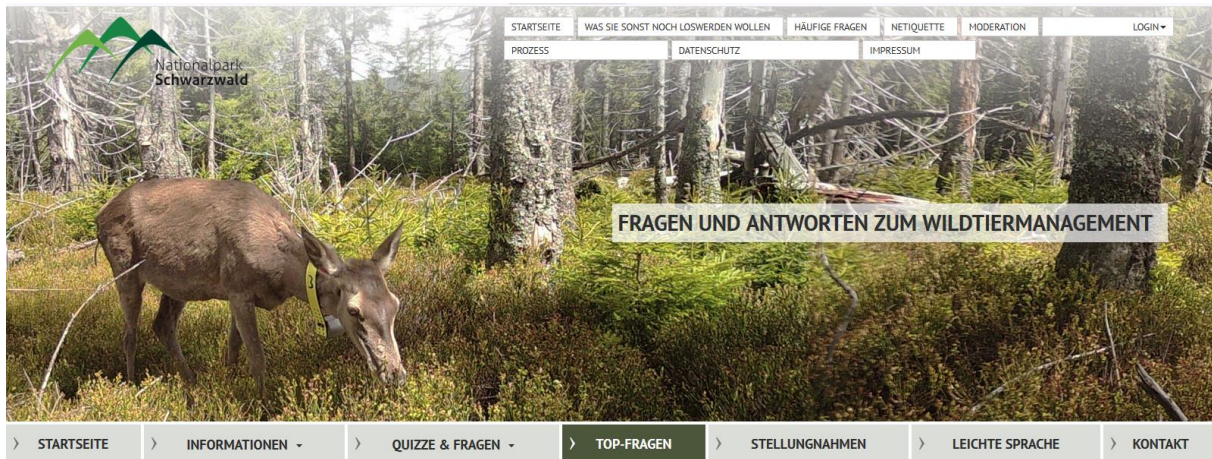 STARTSEITE WAS SIE SONST NOCH LOSWERDEN WOLLEN HÄUFIGE FRAGEN NETIQUETTE MODERATION LOGIN
PROZESS DATENSCHUTZ IMPRESSUM
Nationalpark
Schwarzwald
FRAGEN UND ANTWORTEN ZUM WILDTIERMANAGEMENT
3
STARTSEITE INFORMATIONEN QUIZZE & FRAGEN TOP-FRAGEN STELLUNGNAHMEN LEICHTE SPRACHE KONTAKT